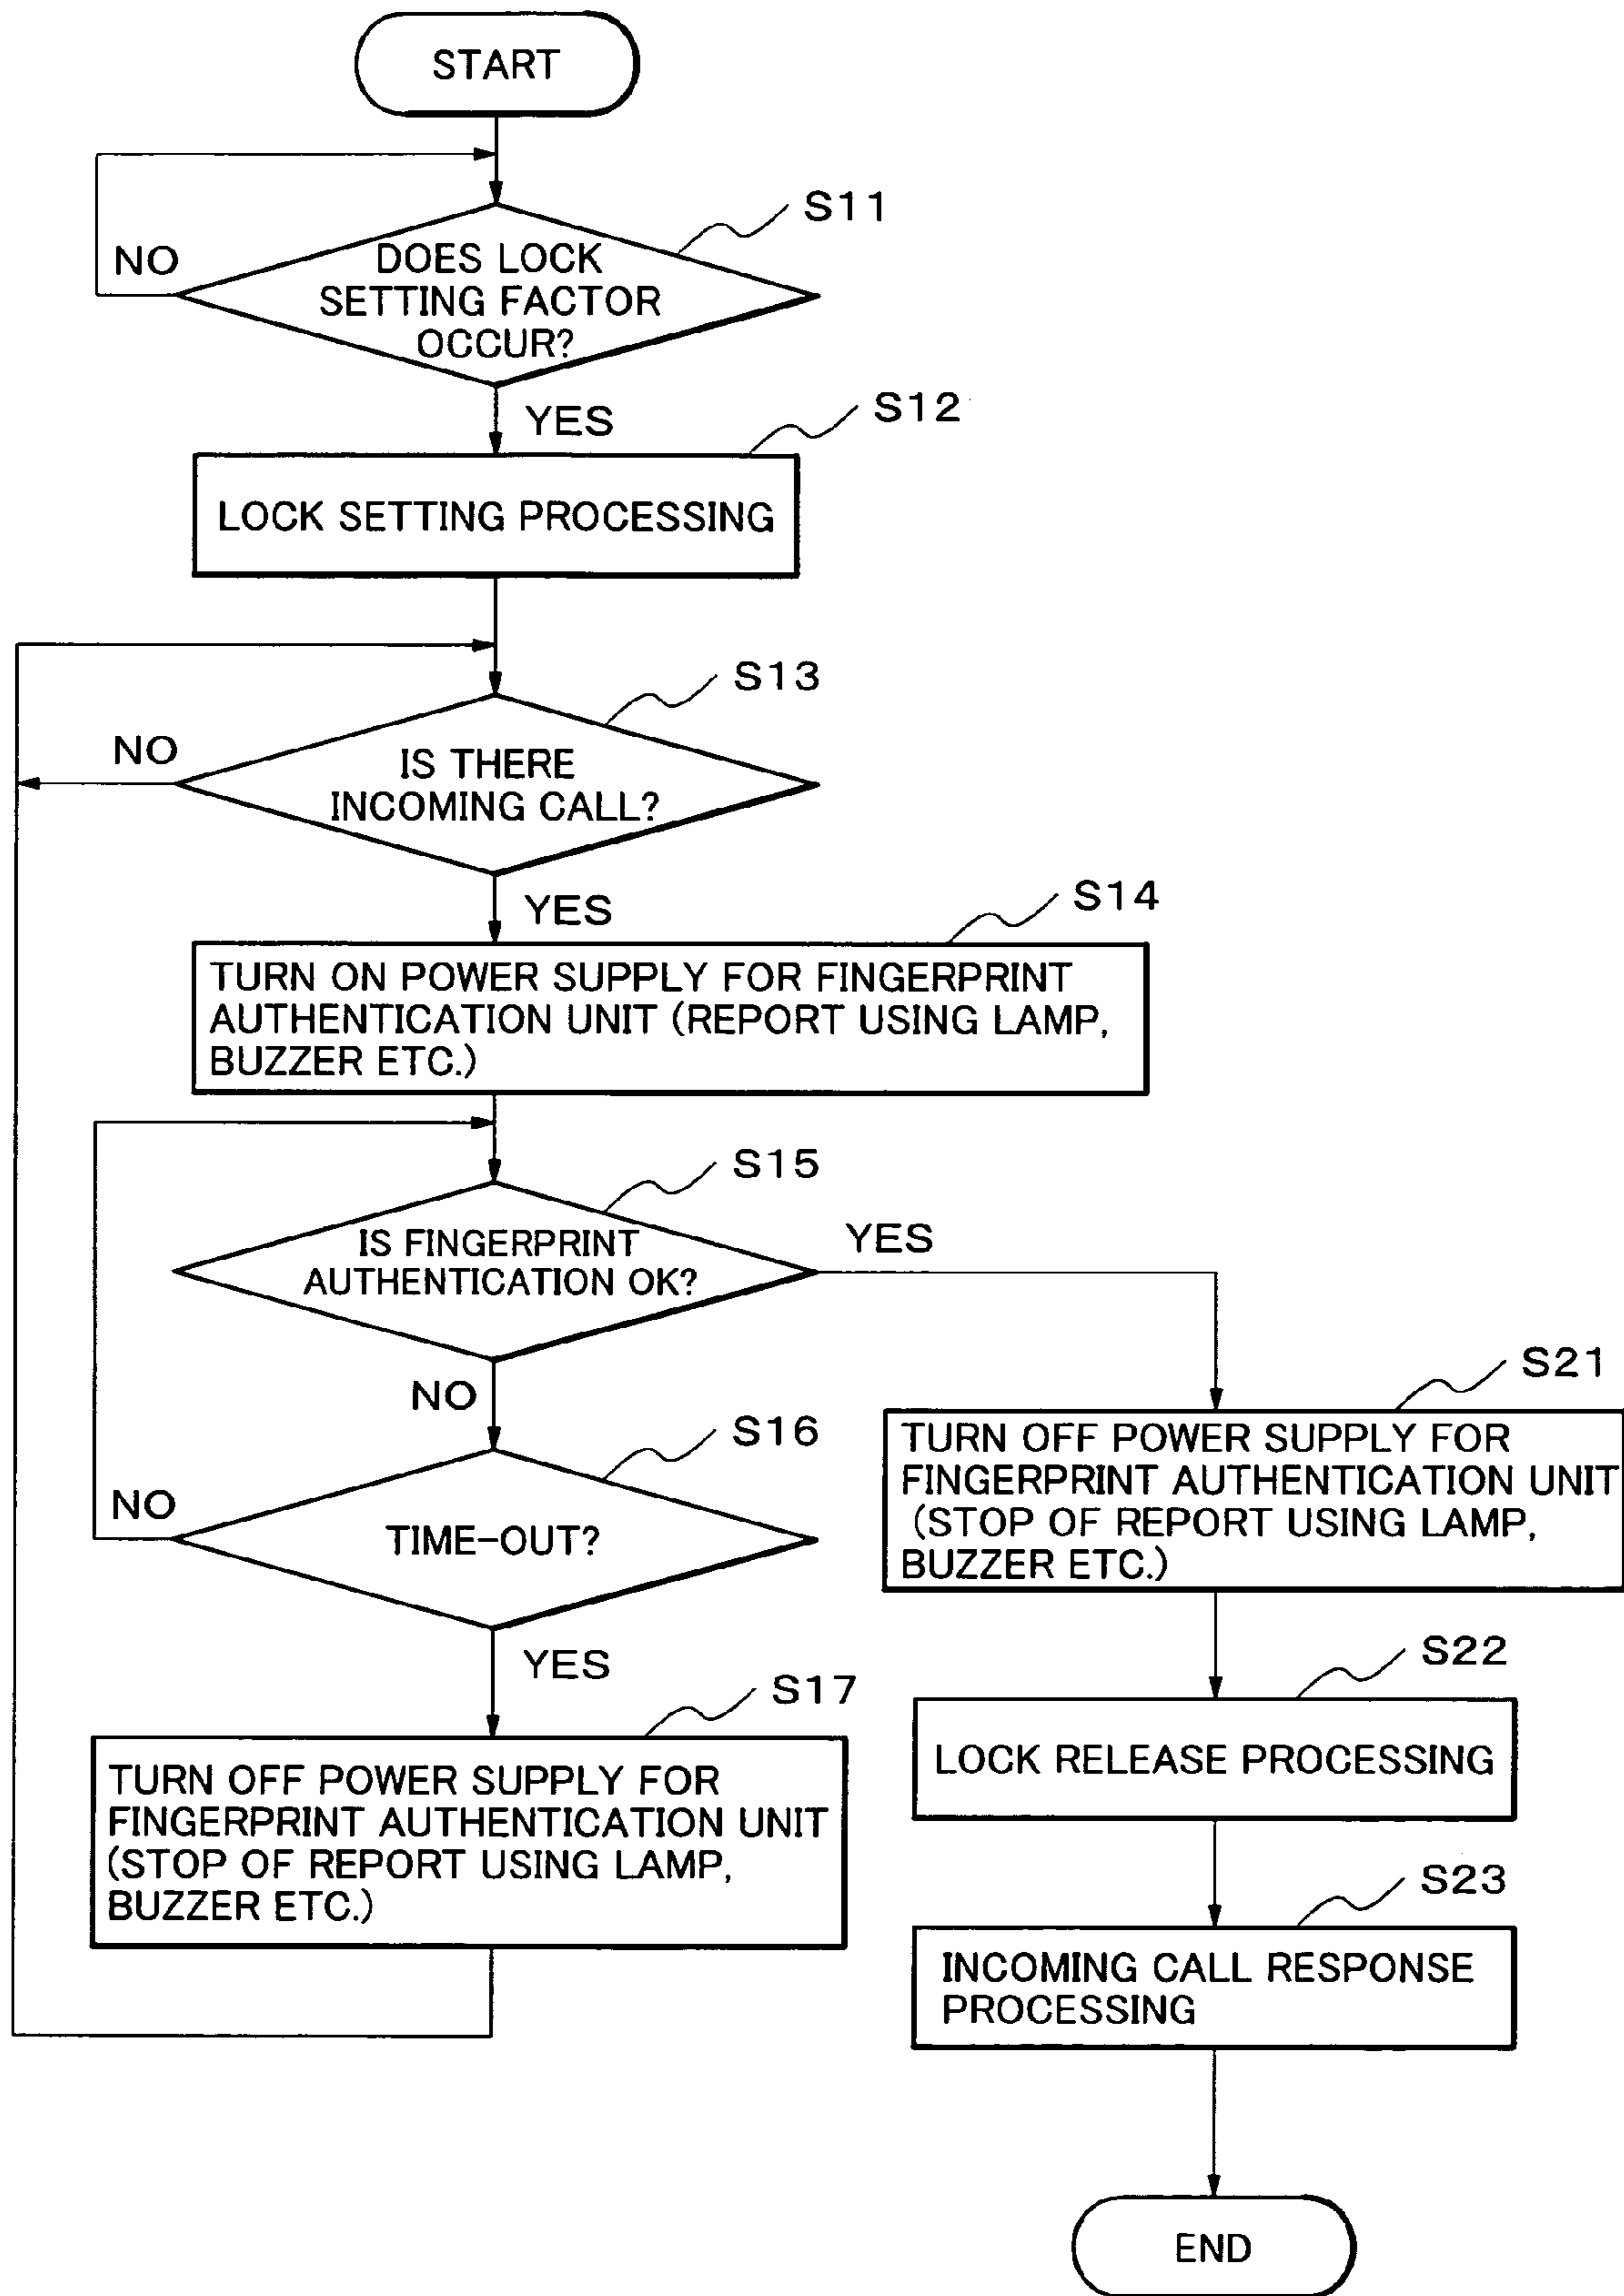 START
S11
NO
DOES LOCK
SETTING FACTOR
OCCUR?
YES
S12
LOCK SETTING PROCESSING
S13
NO
IS THERE
INCOMING CALL?
YES
S14
TURN ON POWER SUPPLY FOR FINGERPRINT
AUTHENTICATION UNIT (REPORT USING LAMP,
BUZZER ETC.)
S15
IS FINGERPRINT
AUTHENTICATION OK?
YES
NO
S16
NO
TIME-OUT?
YES
S17
TURN OFF POWER SUPPLY FOR
FINGERPRINT AUTHENTICATION UNIT
(STOP OF REPORT USING LAMP,
BUZZER ETC.)
S21
TURN OFF POWER SUPPLY FOR
FINGERPRINT AUTHENTICATION UNIT
(STOP OF REPORT USING LAMP,
BUZZER ETC.)
S22
LOCK RELEASE PROCESSING
S23
INCOMING CALL RESPONSE
PROCESSING
END